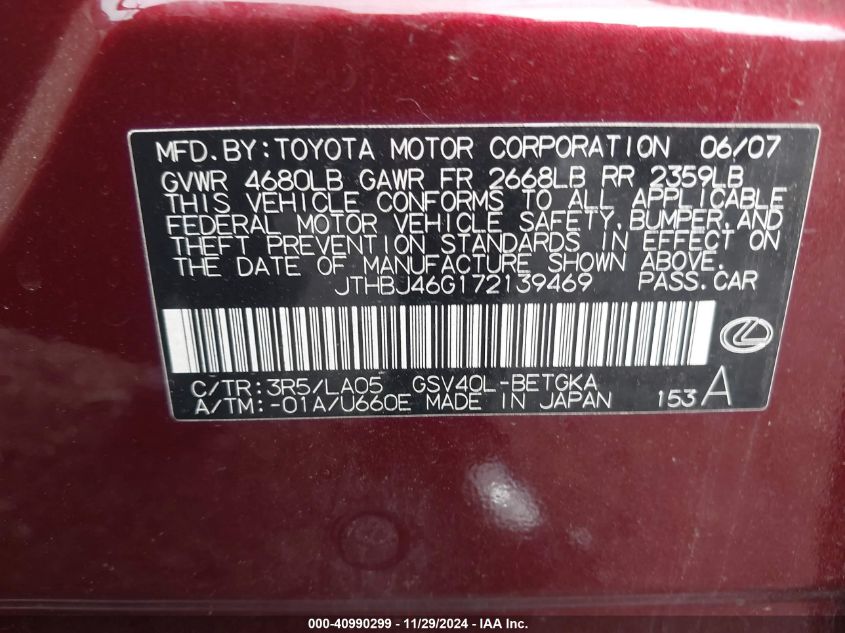 MFD. BY: TOYOTA MOTOR CORPORATION 06/07
GVWR 4680LB GAWR FR 2668LB RR 2359LB
THIS VEHICLE CONFORMS TO ALL APPLICABLE
FEDERAL MOTOR VEHICLE SAFETY, BUMPER, AND
THEFT PREVENTION STANDARDS IN EFFECT ON
THE DATE OF MANUFACTURE SHOWN ABOVE.
JTHBJ46G172139469 PASS. CAR
C/TR: 3R5/LA05 GSV40L-BETGKA
A/TM: -01A/U660E MADE IN JAPAN 153 A
000-40990299 - 11/29/2024 - IAA Inc.